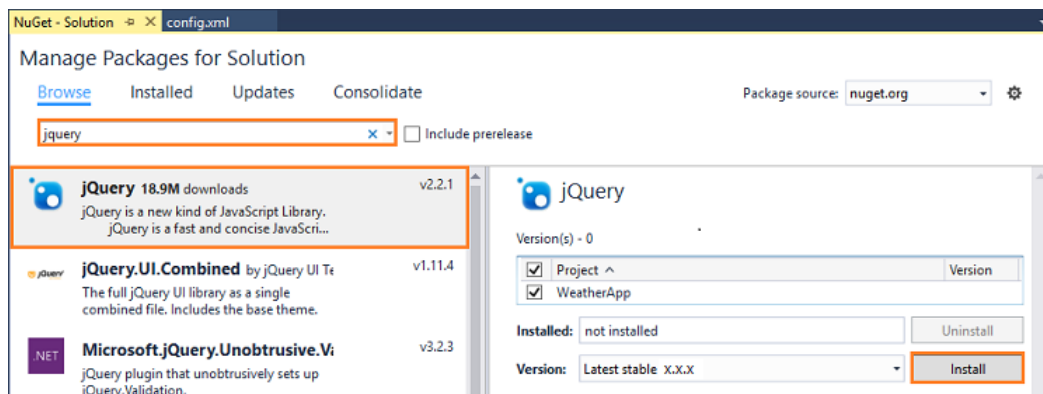 NuGet - Solution config.xml
Manage Packages for Solution
Browse Installed Updates Consolidate
Package source: nuget.org
jquery
Include prerelease
jQuery 18.9M downloads v2.2.1
jQuery is a new kind of JavaScript Library.
jQuery is a fast and concise JavaScri...
jQuery jQuery.UI.Combined by jQuery UI Te v1.11.4
The full jQuery UI library as a single
combined file. Includes the base theme.
.NET Microsoft.jQuery.Unobtrusive.Va v3.2.3
jQuery plugin that unobtrusively sets up
jQuery.Validation.
jQuery
Version(s) - 0
Project Version
WeatherApp
Installed: not installed Uninstall
Version: Latest stable X.X.X Install